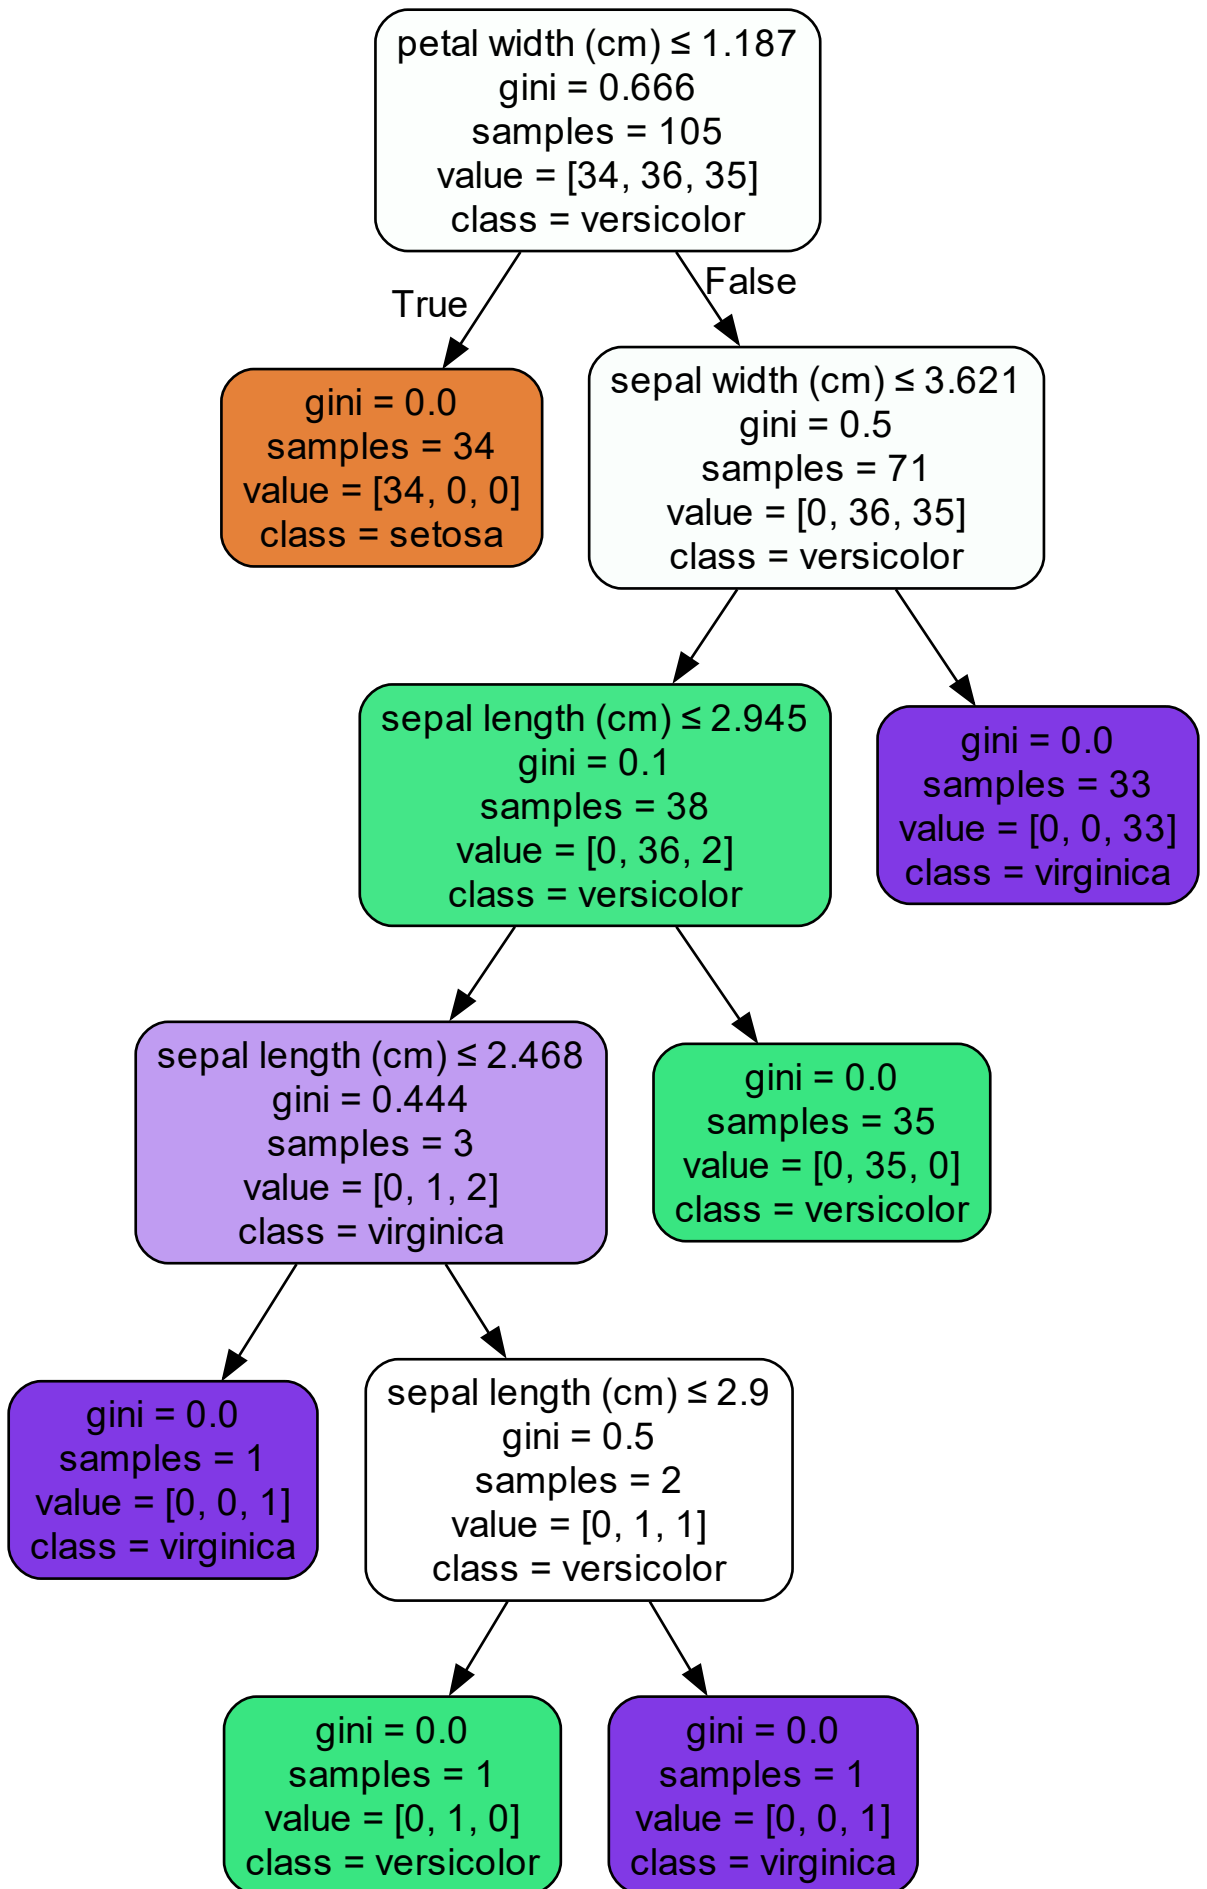 petal width (cm) ≤ 1.187
gini = 0.666
samples = 105
value = [34, 36, 35]
class = versicolor
True
False
gini = 0.0
samples = 34
value = [34, 0, 0]
class = setosa
sepal width (cm) ≤ 3.621
gini = 0.5
samples = 71
value = [0, 36, 35]
class = versicolor
sepal length (cm) ≤ 2.945
gini = 0.1
samples = 38
value = [0, 36, 2]
class = versicolor
gini = 0.0
samples = 33
value = [0, 0, 33]
class = virginica
sepal length (cm) ≤ 2.468
gini = 0.444
samples = 3
value = [0, 1, 2]
class = virginica
gini = 0.0
samples = 35
value = [0, 35, 0]
class = versicolor
gini = 0.0
samples = 1
value = [0, 0, 1]
class = virginica
sepal length (cm) ≤ 2.9
gini = 0.5
samples = 2
value = [0, 1, 1]
class = versicolor
gini = 0.0
samples = 1
value = [0, 1, 0]
class = versicolor
gini = 0.0
samples = 1
value = [0, 0, 1]
class = virginica